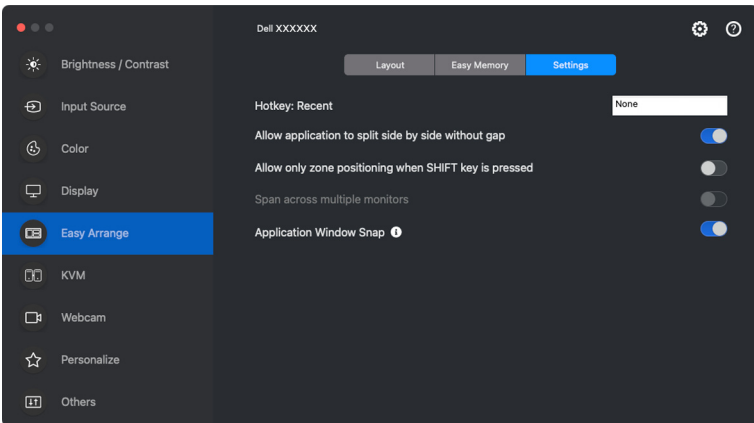 Dell XXXXXX
Brightness / Contrast
Input Source
Color
Display
Easy Arrange
KVM
Webcam
Personalize
Others
Layout
Easy Memory
Settings
Hotkey: Recent
None
Allow application to split side by side without gap
Allow only zone positioning when SHIFT key is pressed
Span across multiple monitors
Application Window Snap